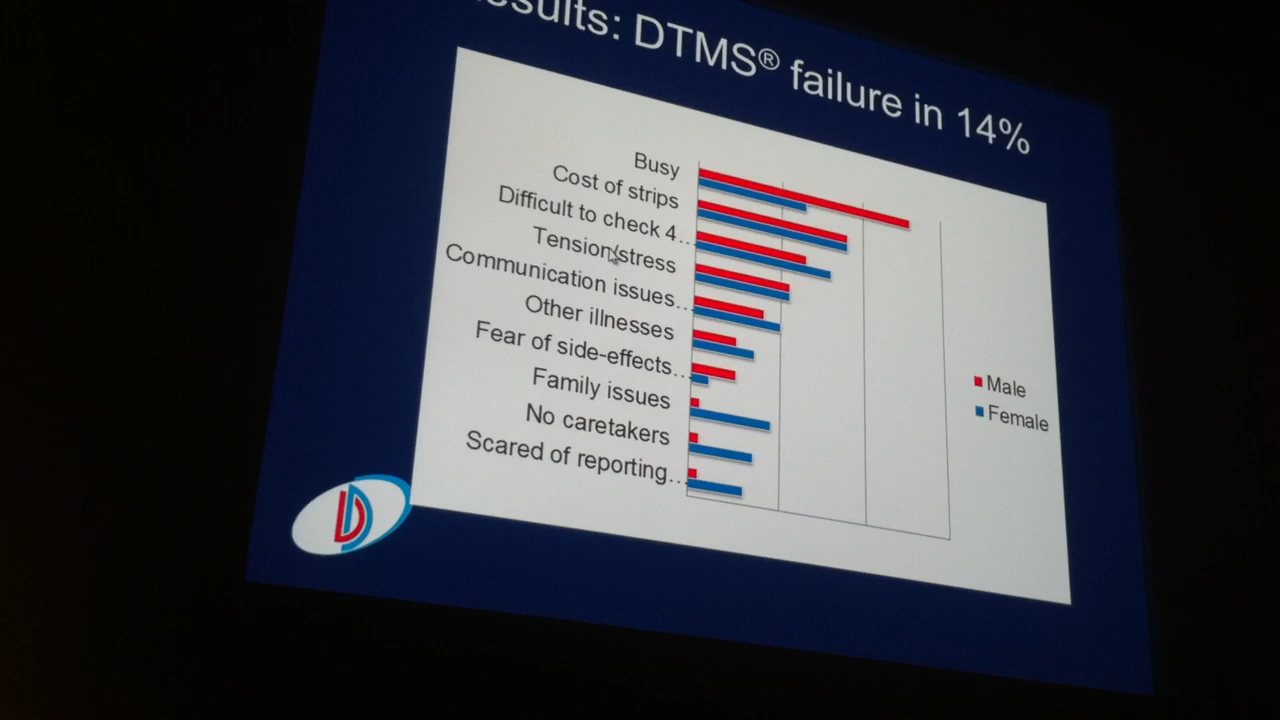 Results: DTMS® failure in 14%
Busy
Cost of strips
Difficult to check 4...
Tension/stress
Communication issues...
Other illnesses
Fear of side-effects...
Family issues
No caretakers
Scared of reporting...
Male
Female